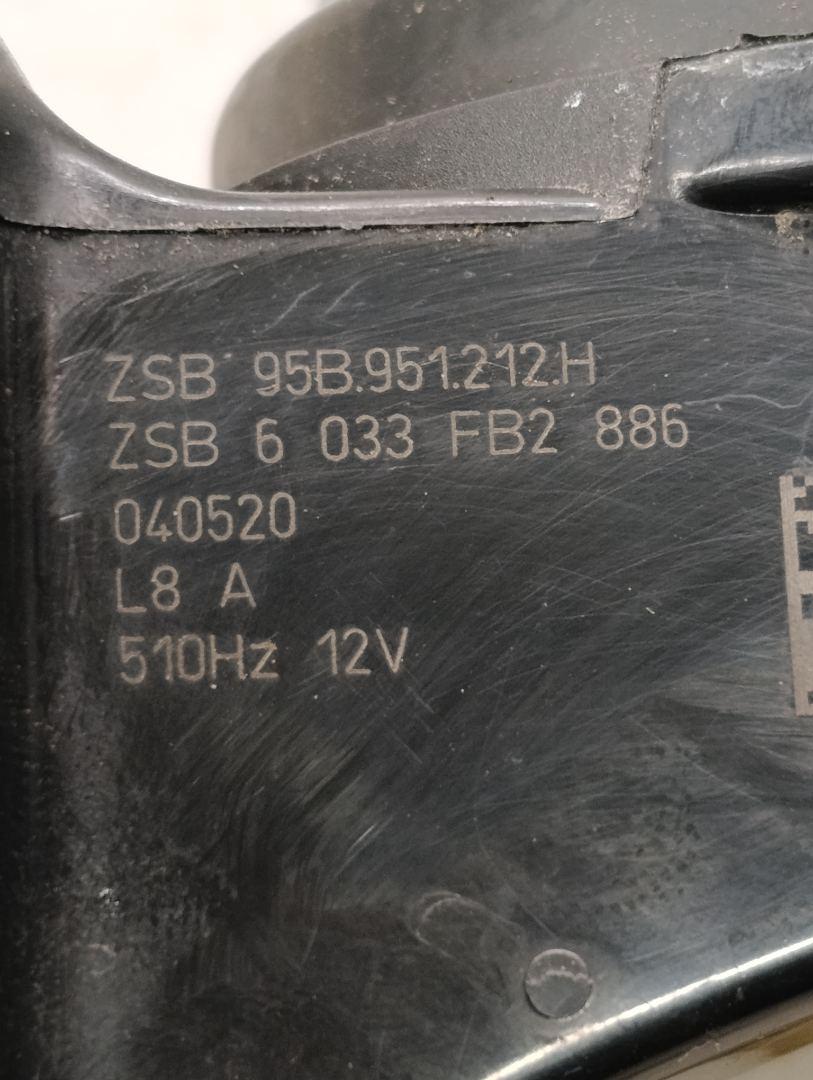 ZSB 95B.951.212.H
ZSB 6 033 FB2 886
040520
L8 A
510Hz 12V